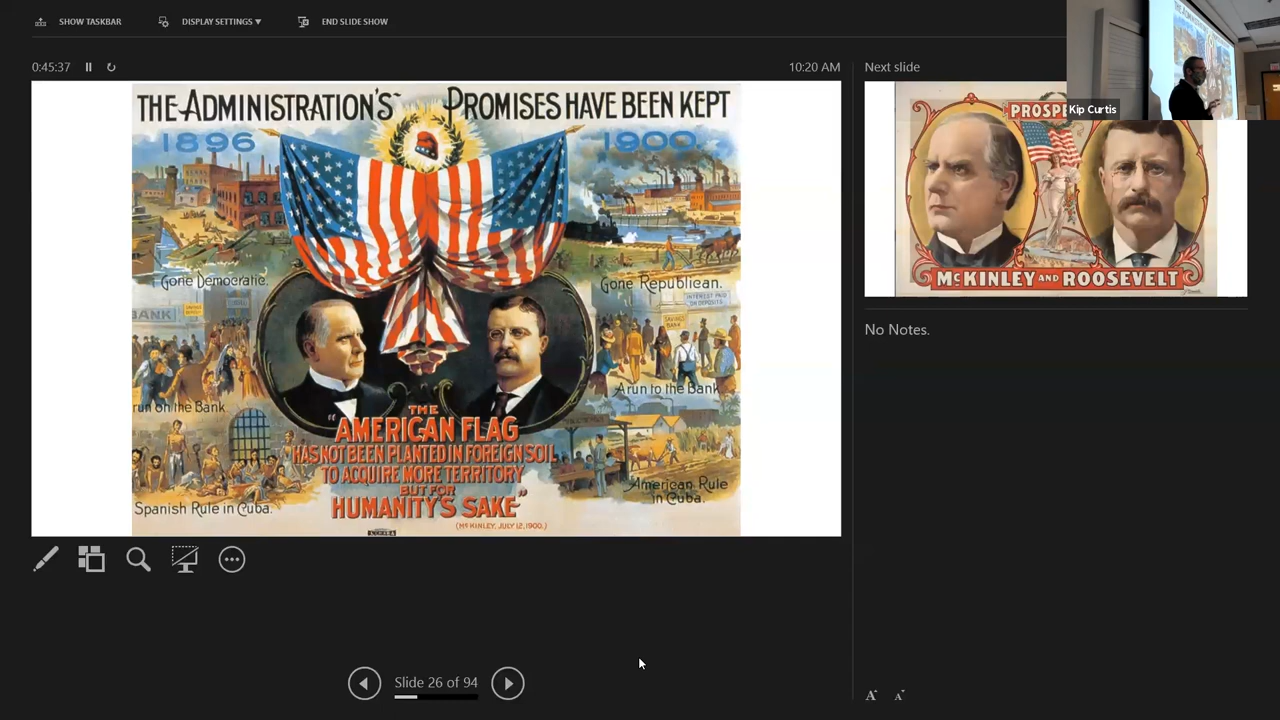 SHOW TASKBAR
DISPLAY SETTINGS ▼
END SLIDE SHOW
0:45:37
10:20 AM
Next slide
THE ADMINISTRATION'S PROMISES HAVE BEEN KEPT
1896
1900
Gone Democratic.
Gone Republican.
BANK
INTEREST PAID
ON DEPOSITS
SAVINGS
BANK
run on the Bank
A run to the Bank.
THE
"AMERICAN FLAG
HAS NOT BEEN PLANTED IN FOREIGN SOIL
TO ACQUIRE MORE TERRITORY
BUT FOR
HUMANITY'S SAKE"
(McKINLEY, JULY 12, 1900.)
Spanish Rule in Cuba.
American Rule
in Cuba.
PROSPE
McKINLEY AND ROOSEVELT
Kip Curtis
No Notes.
Slide 26 of 94
A
A